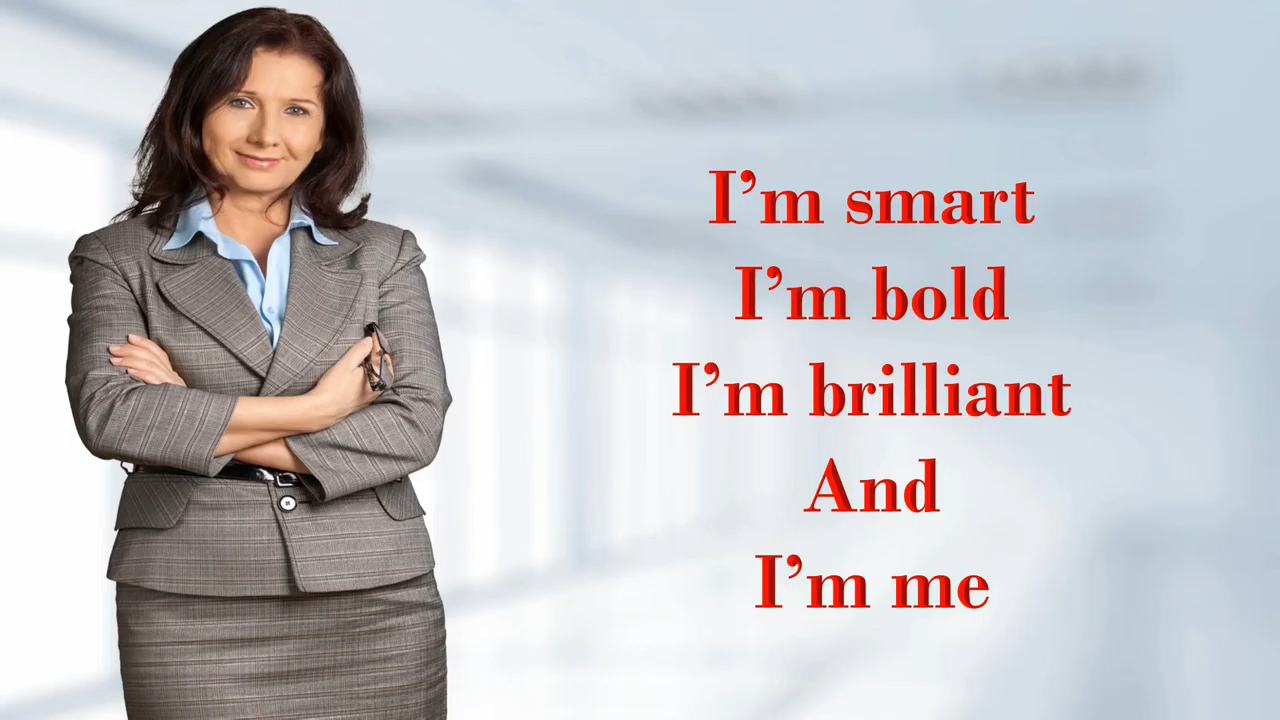 I’m smart
I’m bold
I’m brilliant
And
I’m me